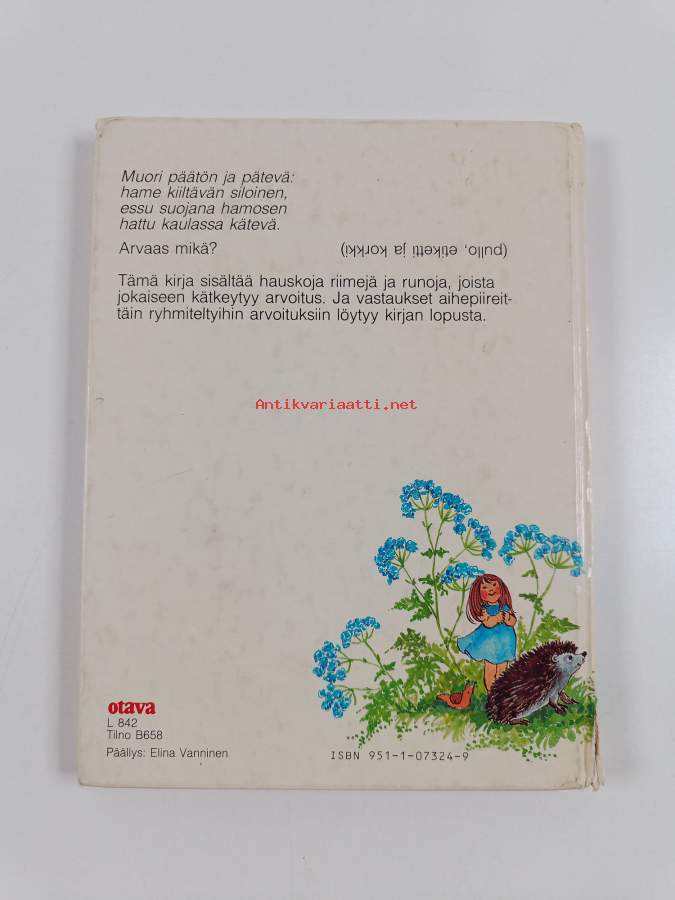 Muori päätön ja pätevä:
hame kiiltävän siloinen,
essu suojana hamosen
hattu kaulassa kätevä.
Arvaas mikä? (pullo, etiketti ja korkki)
Tämä kirja sisältää hauskoja riimejä ja runoja, joista
jokaiseen kätkeytyy arvoitus. Ja vastaukset aihepiireit-
täin ryhmiteltyihin arvoituksiin löytyy kirjan lopusta.
Antikvariaatti.net
otava
L 842
Tilno B658
Päällys: Elina Vanninen
ISBN 951-1-07324-9